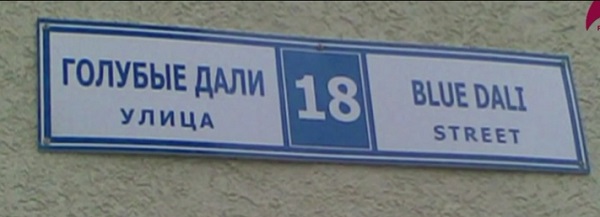 ГОЛУБЫЕ ДАЛИ
УЛИЦА
18
BLUE DALI
STREET